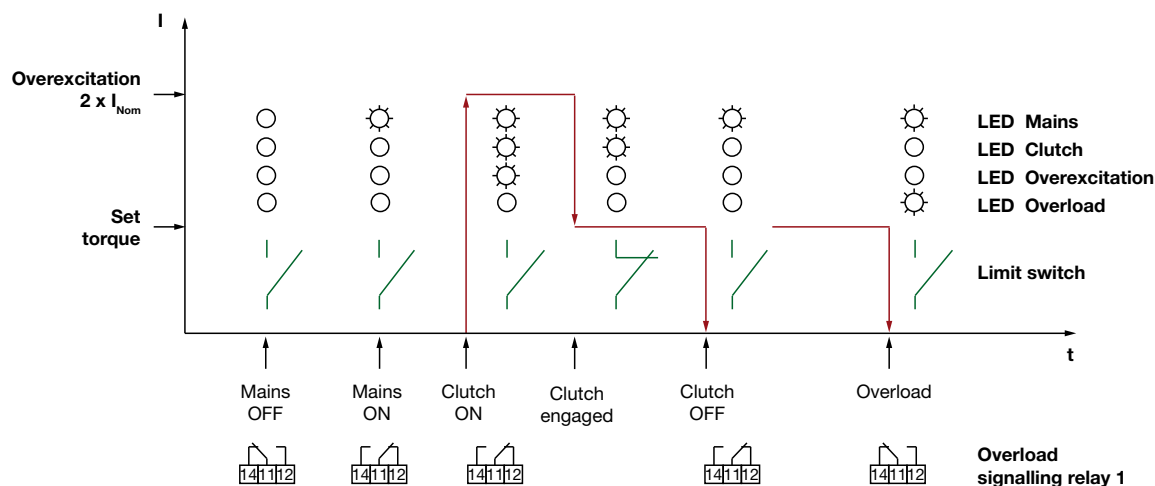 I
Overexcitation
2 x I_Nom
LED Mains
LED Clutch
LED Overexcitation
LED Overload
Set
torque
Limit switch
t
Mains
OFF
Mains
ON
Clutch
ON
Clutch
engaged
Clutch
OFF
Overload
14 11 12
14 11 12
14 11 12
14 11 12
14 11 12
Overload
signalling relay 1